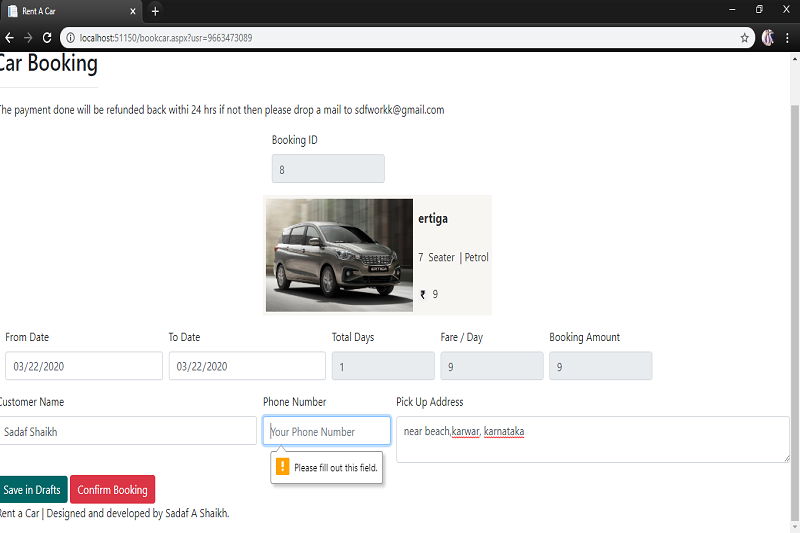 Rent A Car
localhost:51150/bookcar.aspx?usr=9663473089
Car Booking
The payment done will be refunded back withi 24 hrs if not then please drop a mail to sdfworkk@gmail.com
Booking ID
8
ertiga
7 Seater | Petrol
₹ 9
ERTIGA
From Date To Date Total Days Fare / Day Booking Amount
03/22/2020 03/22/2020 1 9 9
Customer Name Phone Number Pick Up Address
Sadaf Shaikh Your Phone Number near beach,karwar, karnataka
! Please fill out this field.
Save in Drafts Confirm Booking
Rent a Car | Designed and developed by Sadaf A Shaikh.